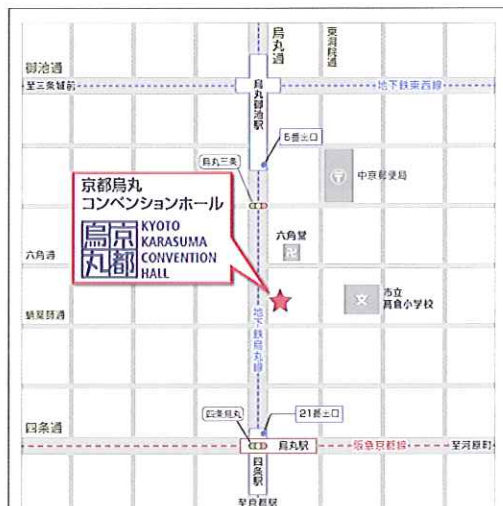 烏丸通
東洞院通
御池通
至二条城前
烏丸御池駅
地下鉄東西線
5番出口
烏丸三条
中京郵便局
京都烏丸
コンベンションホール
京都
烏丸
KYOTO
KARASUMA
CONVENTION
HALL
六角堂
六角通
市立
高倉小学校
蛸薬師通
地下鉄烏丸線
四条通
四条烏丸
21番出口
烏丸駅
阪急京都線
至河原町
四条駅
至京都駅